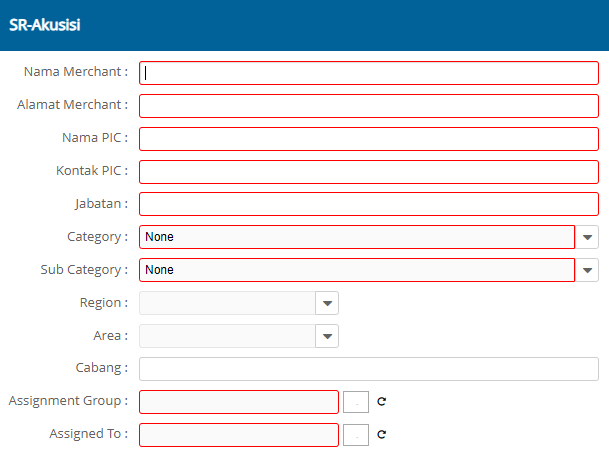 SR-Akusisi
Nama Merchant :
Alamat Merchant :
Nama PIC :
Kontak PIC :
Jabatan :
Category : None
Sub Category : None
Region :
Area :
Cabang :
Assignment Group :
Assigned To :